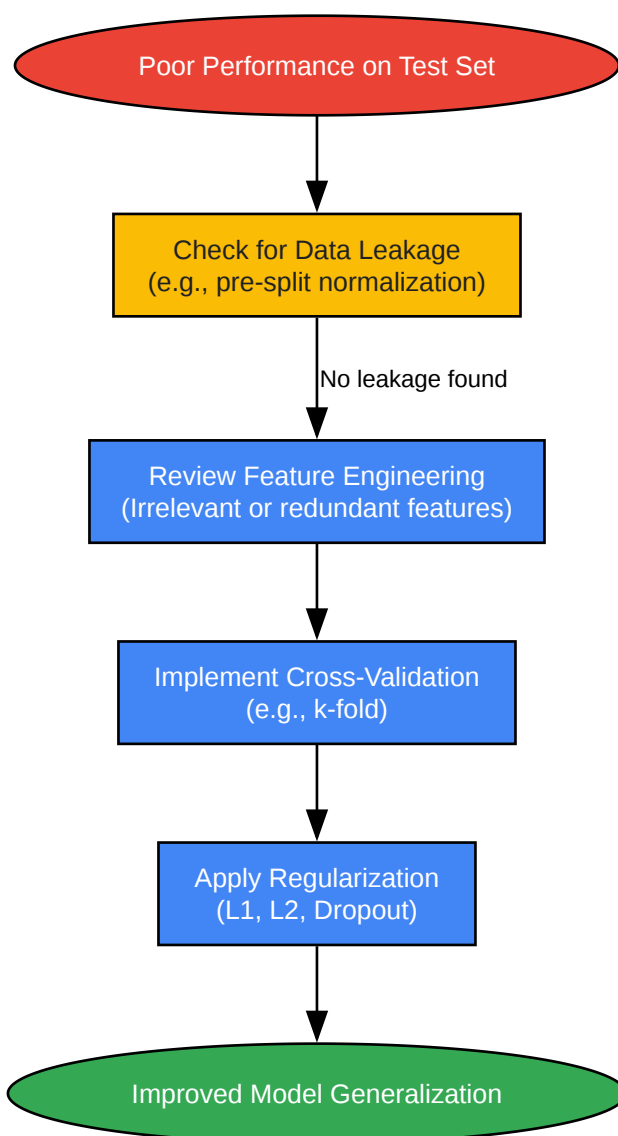 Poor Performance on Test Set
Check for Data Leakage
(e.g., pre-split normalization)
No leakage found
Review Feature Engineering
(Irrelevant or redundant features)
Implement Cross-Validation
(e.g., k-fold)
Apply Regularization
(L1, L2, Dropout)
Improved Model Generalization